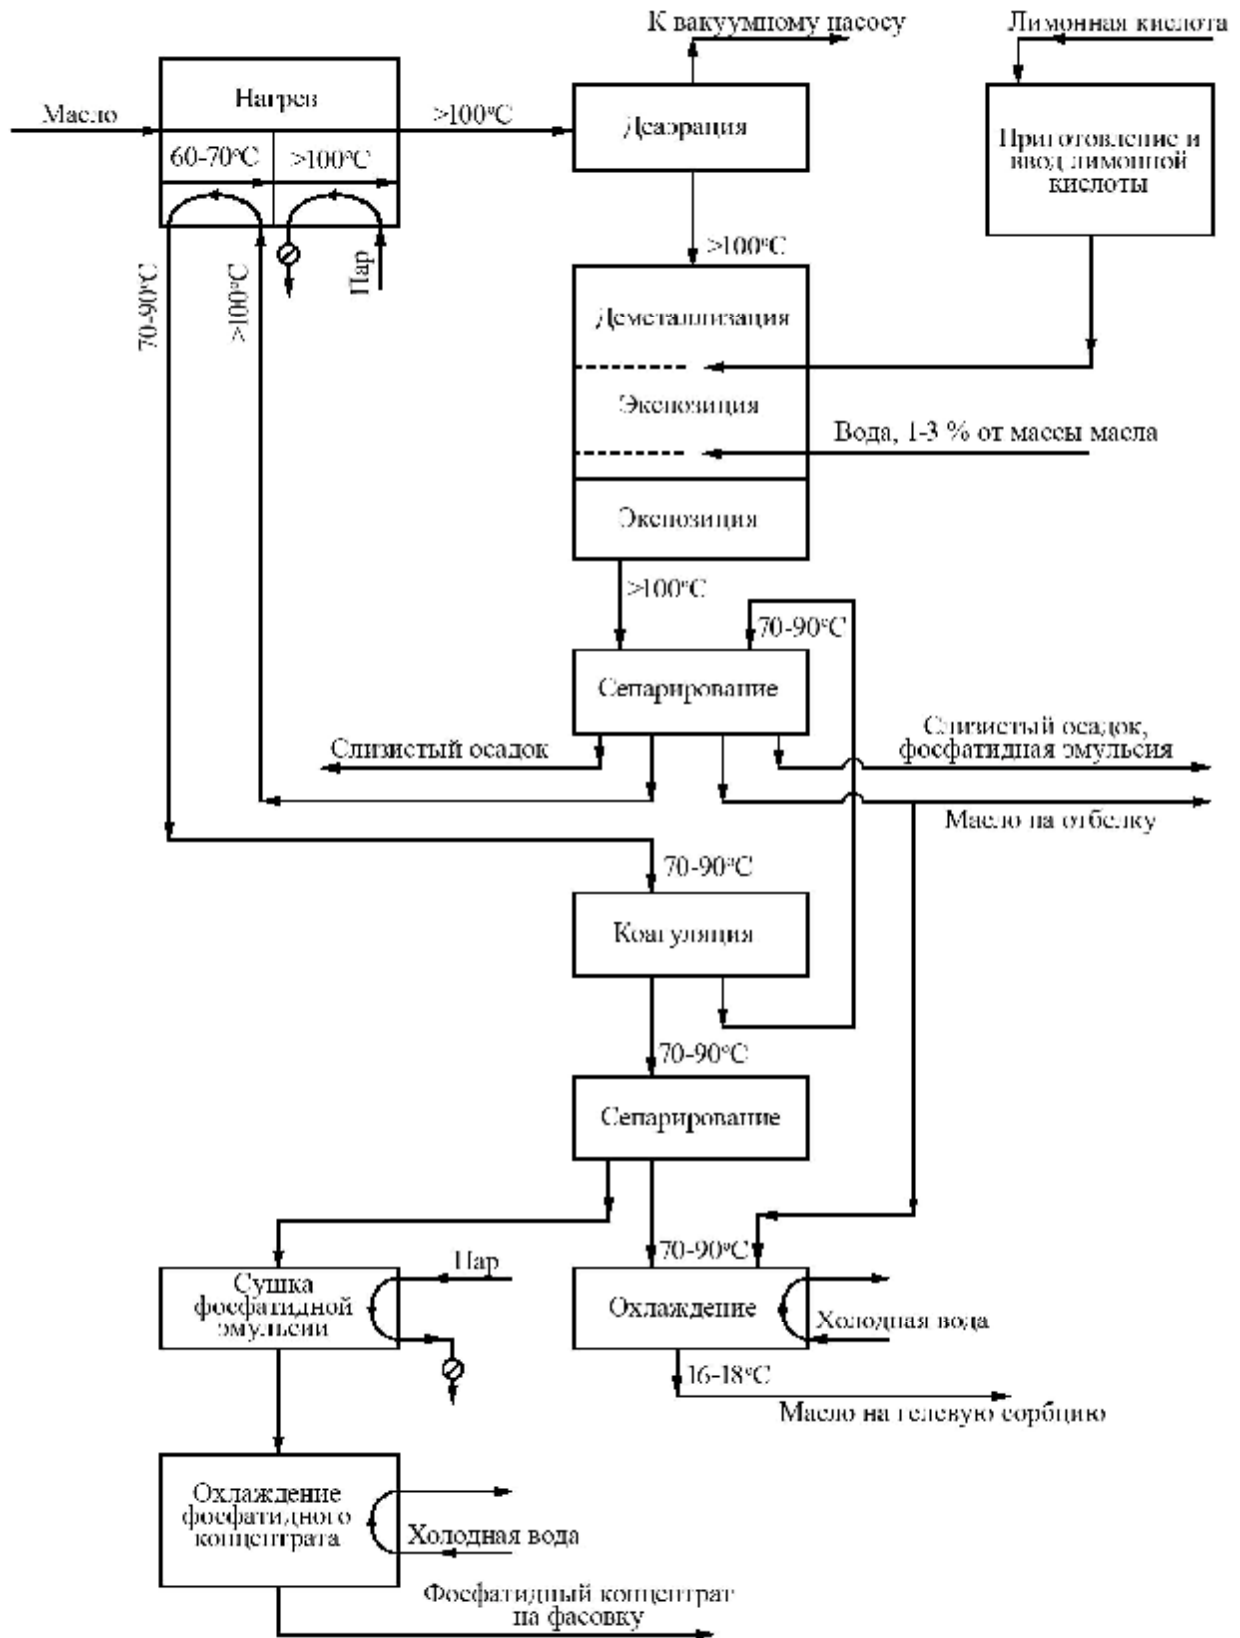 К вакуумному насосу
Лимонная кислота
Нагрев
Масло
>100°С
Деаэрация
Приготовление и
ввод лимонной
кислоты
60-70°С
>100°С
Пар
70-90°С
>100°С
>100°С
Деметаллизация
Экспозиция
Вода, 1-3 % от массы масла
Экспозиция
>100°С
70-90°С
Сепарирование
Слизистый осадок
Слизистый осадок,
фосфатидная эмульсия
Масло на отбелку
70-90°С
Коагуляция
70-90°С
Сепарирование
70-90°С
Пар
Сушка
фосфатидной
эмульсии
Охлаждение
Холодная вода
16-18°С
Масло на гелевую сорбцию
Охлаждение
фосфатидного
концентрата
Холодная вода
Фосфатидный концентрат
на фасовку